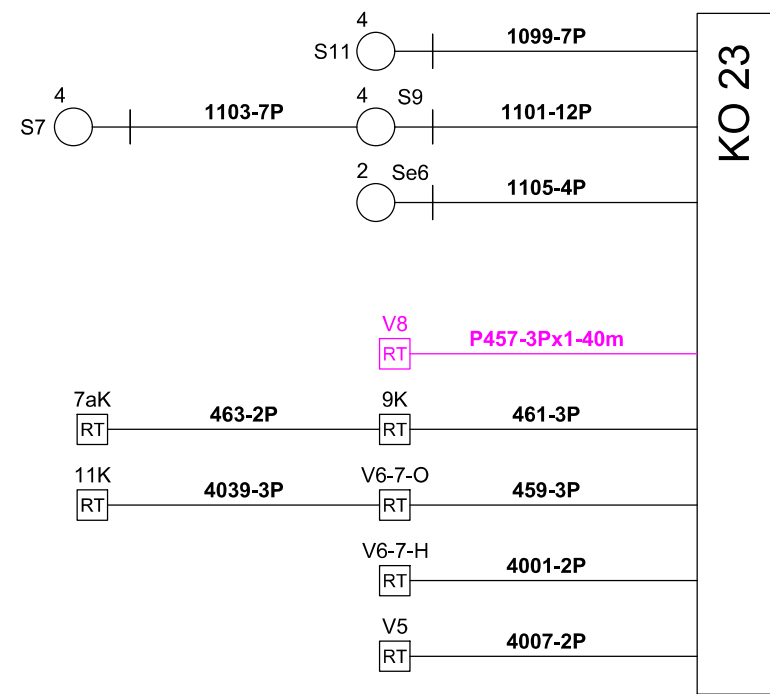 4
S11
1099-7P
KO 23
4
S7
1103-7P
4
S9
1101-12P
2
Se6
1105-4P
V8
RT
P457-3Px1-40m
7aK
RT
463-2P
9K
RT
461-3P
11K
RT
4039-3P
V6-7-O
RT
459-3P
V6-7-H
RT
4001-2P
V5
RT
4007-2P